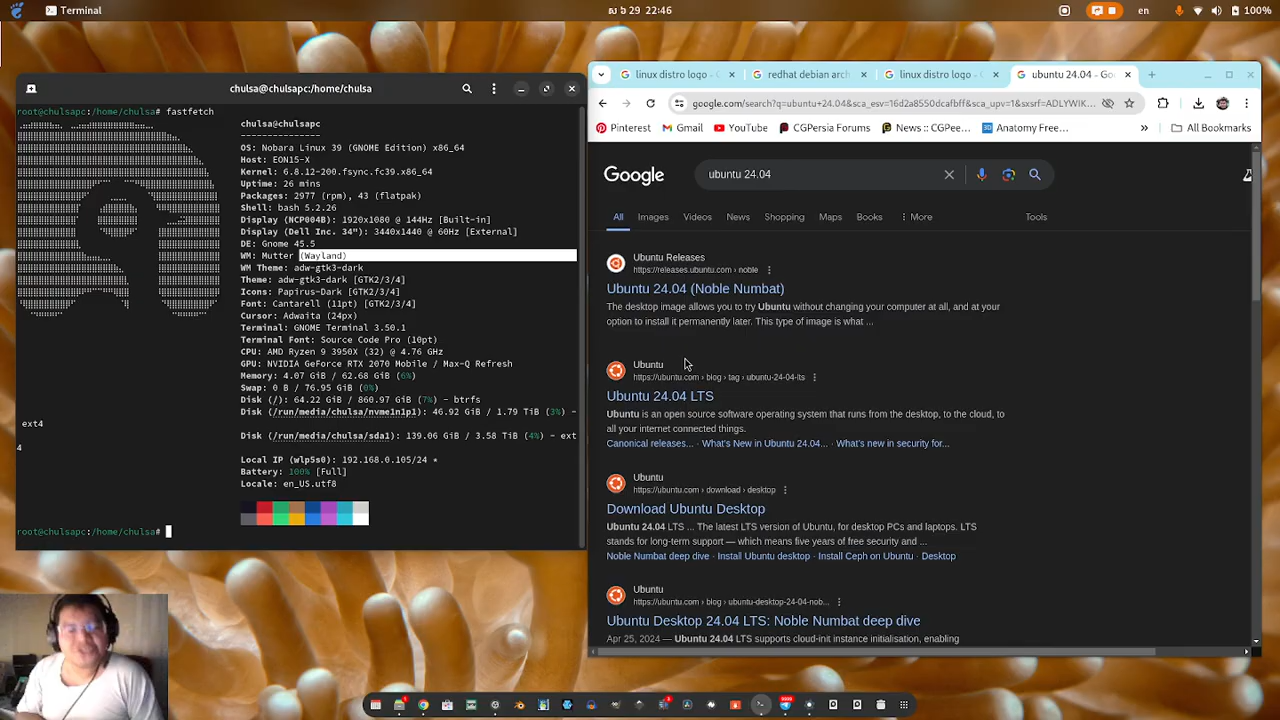 Terminal
ເມສາ 29 22:46
en
100%
chulsa@chulsapc:/home/chulsa
root@chulsapc:/home/chulsa# fastfetch
chulsa@chulsapc
---------------
OS: Nobara Linux 39 (GNOME Edition) x86_64
Host: EON15-X
Kernel: 6.8.12-200.fsync.fc39.x86_64
Uptime: 26 mins
Packages: 2977 (rpm), 43 (flatpak)
Shell: bash 5.2.26
Display (NCP004B): 1920x1080 @ 144Hz [Built-in]
Display (Dell Inc. 34"): 3440x1440 @ 60Hz [External]
DE: Gnome 45.5
WM: Mutter (Wayland)
WM Theme: adw-gtk3-dark
Theme: adw-gtk3-dark [GTK2/3/4]
Icons: Papirus-Dark [GTK2/3/4]
Font: Cantarell (11pt) [GTK2/3/4]
Cursor: Adwaita (24px)
Terminal: GNOME Terminal 3.50.1
Terminal Font: Source Code Pro (10pt)
CPU: AMD Ryzen 9 3950X (32) @ 4.76 GHz
GPU: NVIDIA GeForce RTX 2070 Mobile / Max-Q Refresh
Memory: 4.07 GiB / 62.68 GiB (6%)
Swap: 0 B / 76.95 GiB (0%)
Disk (/): 64.22 GiB / 860.97 GiB (7%) - btrfs
Disk (/run/media/chulsa/nvme1n1p1): 46.92 GiB / 1.79 TiB (3%) -
ext4
Disk (/run/media/chulsa/sda1): 139.06 GiB / 3.58 TiB (4%) - ext
4
Local IP (wlp5s0): 192.168.0.105/24 *
Battery: 100% [Full]
Locale: en_US.utf8
root@chulsapc:/home/chulsa#
linux distro logo - G
redhat debian arch
linux distro logo - G
ubuntu 24.04 - Go
google.com/search?q=ubuntu+24.04&sca_esv=16d2a8550dcafbff&sca_upv=1&sxsrf=ADLYWIK...
Pinterest
Gmail
YouTube
CGPersia Forums
News :: CGPee...
Anatomy Free...
»
All Bookmarks
Google
ubuntu 24.04
All
Images
Videos
News
Shopping
Maps
Books
More
Tools
Ubuntu Releases
https://releases.ubuntu.com › noble
Ubuntu 24.04 (Noble Numbat)
The desktop image allows you to try Ubuntu without changing your computer at all, and at your
option to install it permanently later. This type of image is what ...
Ubuntu
https://ubuntu.com › blog › tag › ubuntu-24-04-lts
Ubuntu 24.04 LTS
Ubuntu is an open source software operating system that runs from the desktop, to the cloud, to
all your internet connected things.
Canonical releases... · What's New in Ubuntu 24.04... · What's new in security for...
Ubuntu
https://ubuntu.com › download › desktop
Download Ubuntu Desktop
Ubuntu 24.04 LTS ... The latest LTS version of Ubuntu, for desktop PCs and laptops. LTS
stands for long-term support — which means five years of free security and ...
Noble Numbat deep dive · Install Ubuntu desktop · Install Ceph on Ubuntu · Desktop
Ubuntu
https://ubuntu.com › blog › ubuntu-desktop-24-04-nob...
Ubuntu Desktop 24.04 LTS: Noble Numbat deep dive
Apr 25, 2024 — Ubuntu 24.04 LTS supports cloud-init instance initialisation, enabling